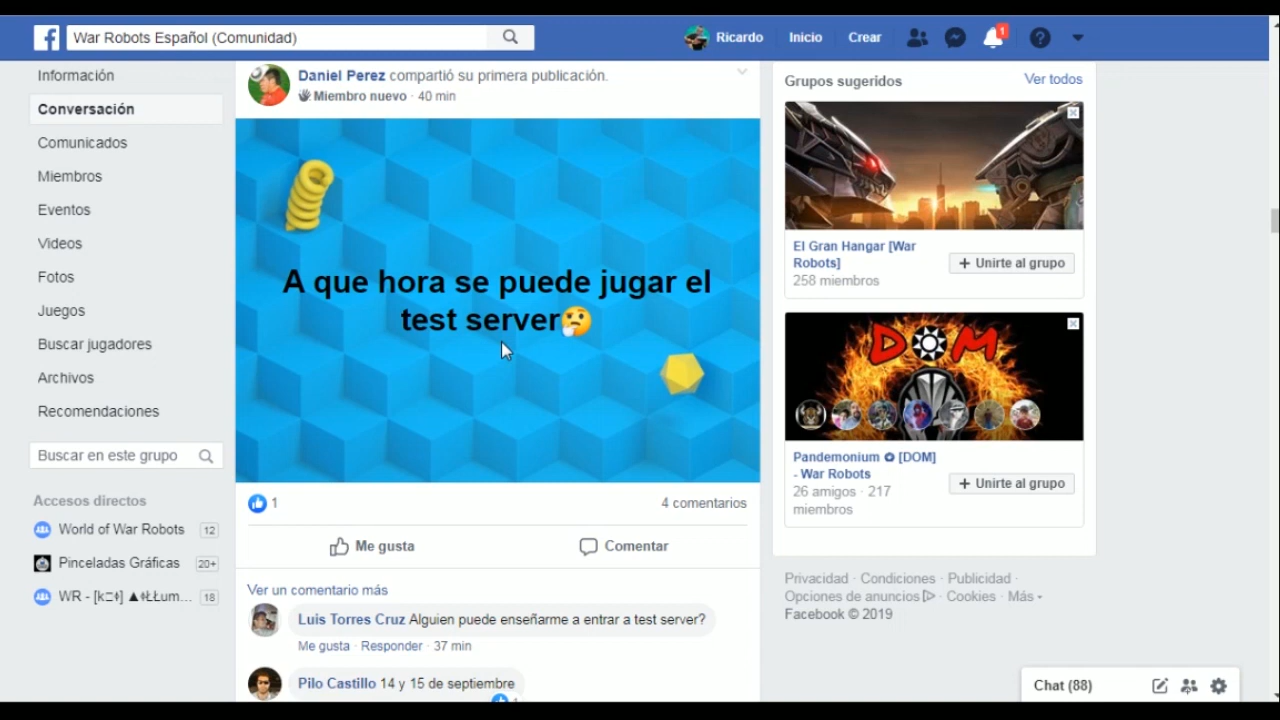 War Robots Español (Comunidad)
Ricardo
Inicio
Crear
1
Información
Conversación
Comunicados
Miembros
Eventos
Videos
Fotos
Juegos
Buscar jugadores
Archivos
Recomendaciones
Buscar en este grupo
Accesos directos
World of War Robots 12
Pinceladas Gráficas 20+
18
Daniel Perez compartió su primera publicación.
Miembro nuevo · 40 min
A que hora se puede jugar el
test server🤔
1
4 comentarios
Me gusta
Comentar
Ver un comentario más
Luis Torres Cruz Alguien puede enseñarme a entrar a test server?
Me gusta · Responder · 37 min
Pilo Castillo 14 y 15 de septiembre
Grupos sugeridos
Ver todos
El Gran Hangar [War
Robots]
258 miembros
+ Unirte al grupo
DOM
Pandemonium ✪ [DOM]
- War Robots
26 amigos · 217
miembros
+ Unirte al grupo
Privacidad · Condiciones · Publicidad ·
Opciones de anuncios · Cookies · Más
Facebook © 2019
Chat (88)